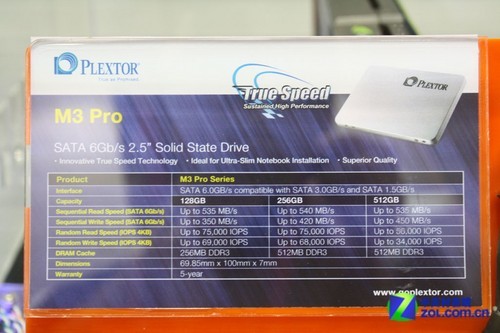 PLEXTOR®
True as Promised
True Speed
Sustained High Performance
PLEXTOR
M3 Pro
SATA 6Gb/s 2.5" Solid State Drive
• Innovative True Speed Technology • Ideal for Ultra-Slim Notebook Installation • Superior Quality
Product M3 Pro Series
Interface SATA 6.0GB/s compatible with SATA 3.0GB/s and SATA 1.5GB/s
Capacity 128GB 256GB 512GB
Sequential Read Speed (SATA 6Gb/s) Up to 535 MB/s Up to 540 MB/s Up to 535 MB/s
Sequential Write Speed (SATA 6Gb/s) Up to 350 MB/s Up to 420 MB/s Up to 450 MB/s
Random Read Speed (IOPS 4KB) Up to 75,000 IOPS Up to 75,000 IOPS Up to 56,000 IOPS
Random Write Speed (IOPS 4KB) Up to 69,000 IOPS Up to 68,000 IOPS Up to 34,000 IOPS
DRAM Cache 256MB DDR3 512MB DDR3 512MB DDR3
Dimensions 69.85mm x 100mm x 7mm
Warranty 5-year
www.goplextor.com
Z
zol.com.cn